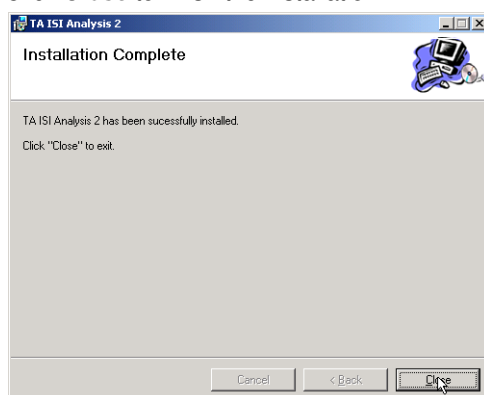 TA ISI Analysis 2
Installation Complete
TA ISI Analysis 2 has been sucessfully installed.
Click "Close" to exit.
Cancel
< Back
Close